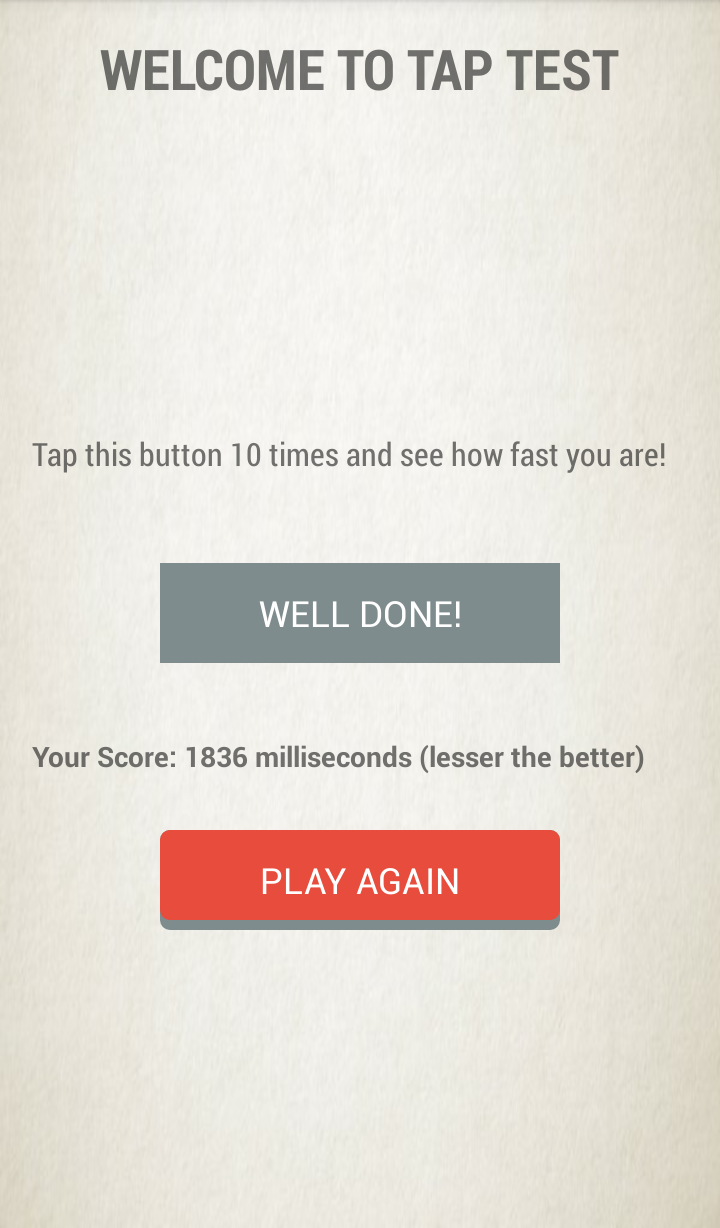 WELCOME TO TAP TEST
Tap this button 10 times and see how fast you are!
WELL DONE!
Your Score: 1836 milliseconds (lesser the better)
PLAY AGAIN